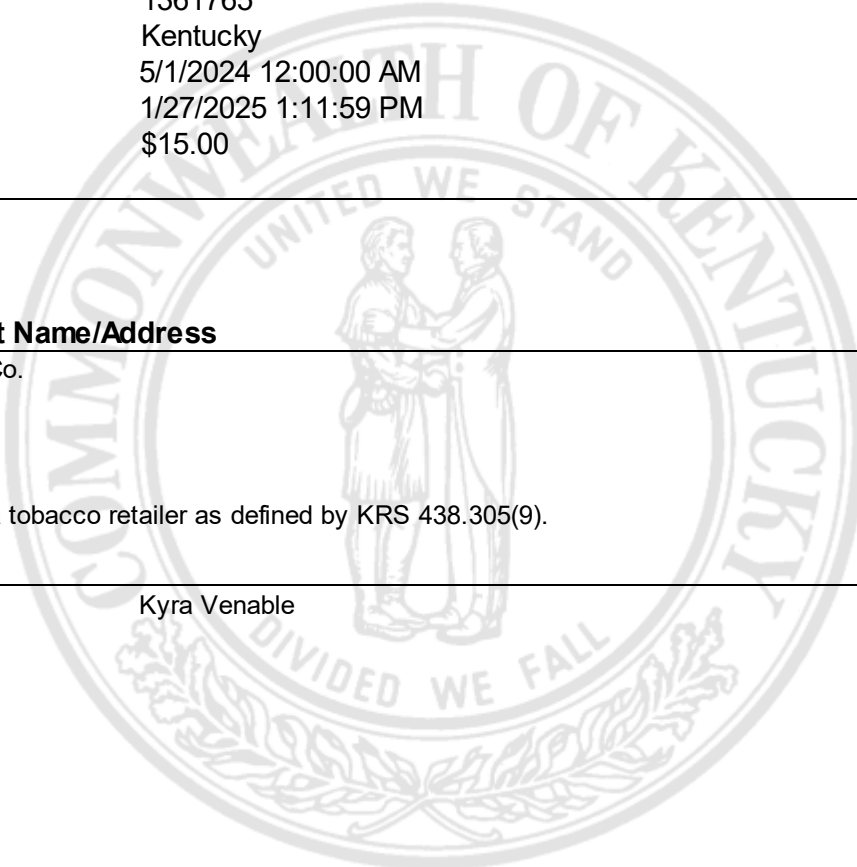 1361765
Kentucky
5/1/2024 12:00:00 AM
1/27/2025 1:11:59 PM
$15.00
COMMONWEALTH OF KENTUCKY
UNITED WE STAND
t Name/Address
Co.
tobacco retailer as defined by KRS 438.305(9).
Kyra Venable
DIVIDED WE FALL